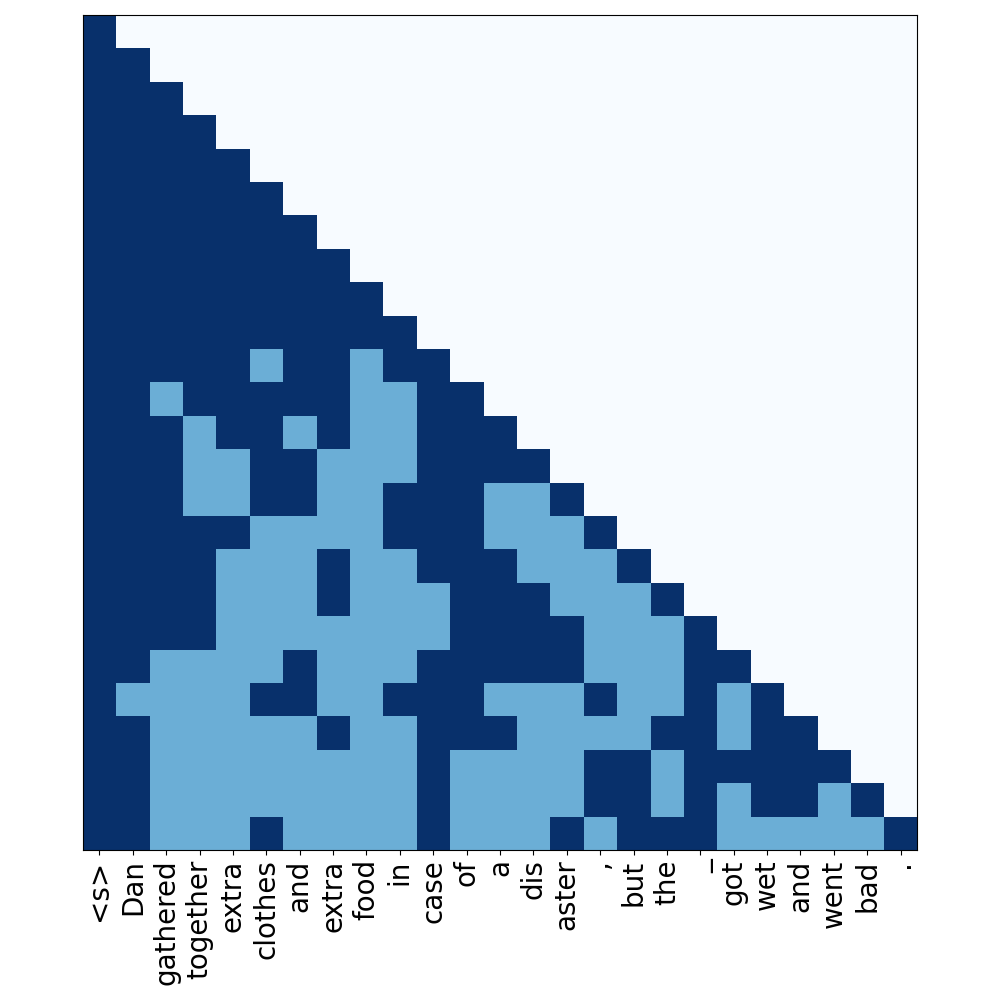 <s> Dan gathered together extra clothes and extra food in case of a dis aster , but the _ got wet and went bad .